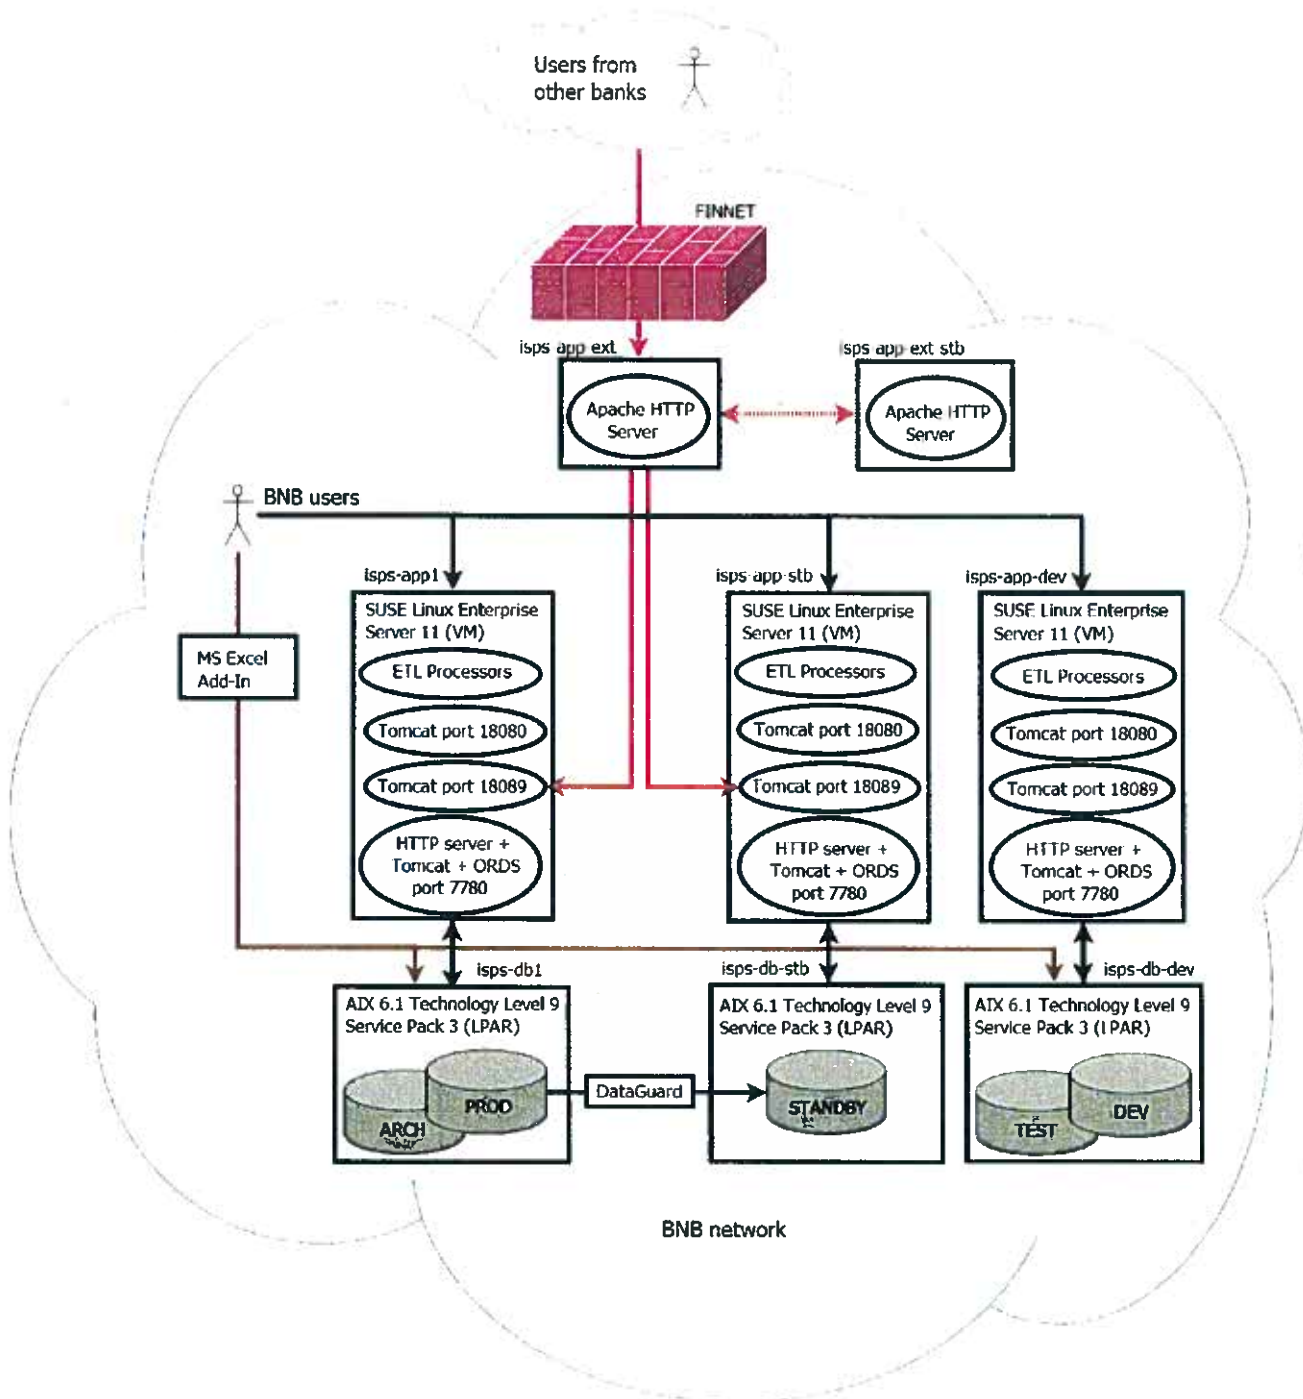 Users from
other banks
FINNET
isps app ext
isps app ext stb
Apache HTTP
Server
Apache HTTP
Server
BNB users
isps-app1
isps-app-stb
isps-app-dev
SUSE Linux Enterprise
Server 11 (VM)
ETL Processors
Tomcat port 18080
Tomcat port 18089
HTTP server +
Tomcat + ORDS
port 7780
SUSE Linux Enterprise
Server 11 (VM)
ETL Processors
Tomcat port 18080
Tomcat port 18089
HTTP server +
Tomcat + ORDS
port 7780
SUSE Linux Enterprise
Server 11 (VM)
ETL Processors
Tomcat port 18080
Tomcat port 18089
HTTP server +
Tomcat + ORDS
port 7780
MS Excel
Add-In
isps-db1
isps-db-stb
isps-db-dev
AIX 6.1 Technology Level 9
Service Pack 3 (LPAR)
ARCH
PROD
DataGuard
AIX 6.1 Technology Level 9
Service Pack 3 (LPAR)
STANDBY
AIX 6.1 Technology Level 9
Service Pack 3 (LPAR)
TEST
DEV
BNB network